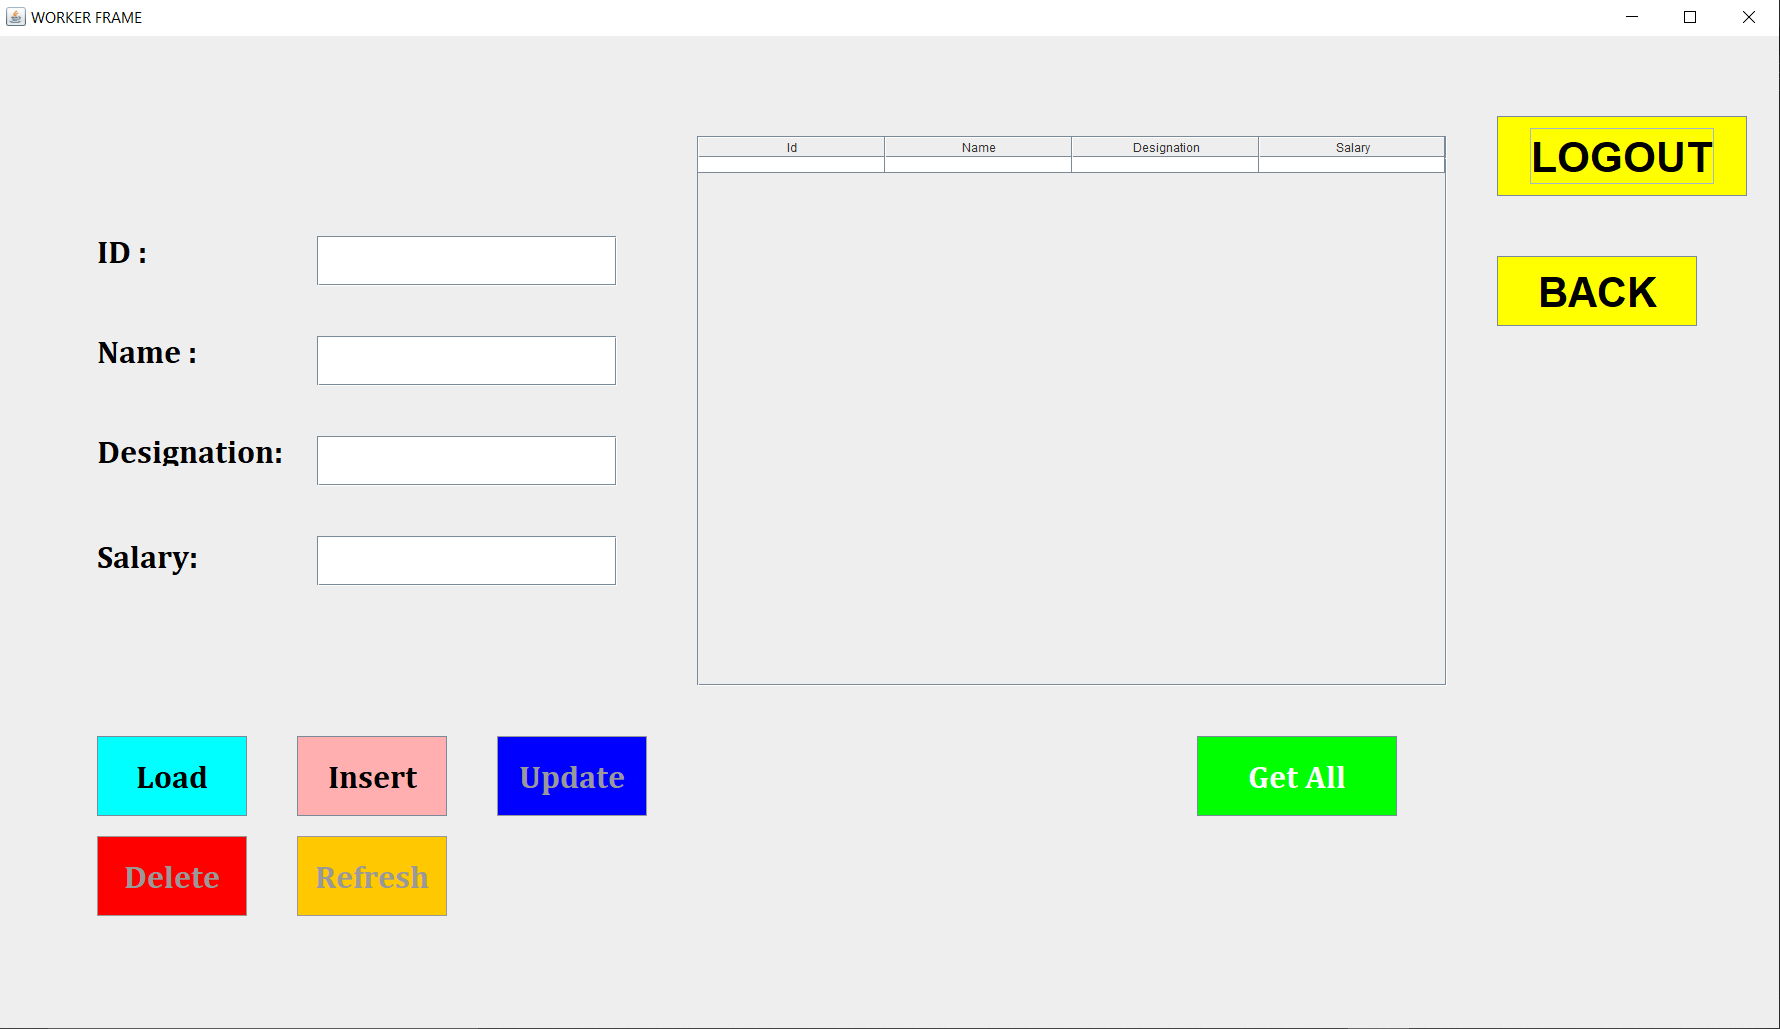 WORKER FRAME
Id Name Designation Salary
LOGOUT
BACK
ID :
Name :
Designation:
Salary:
Load Insert Update Get All
Delete Refresh